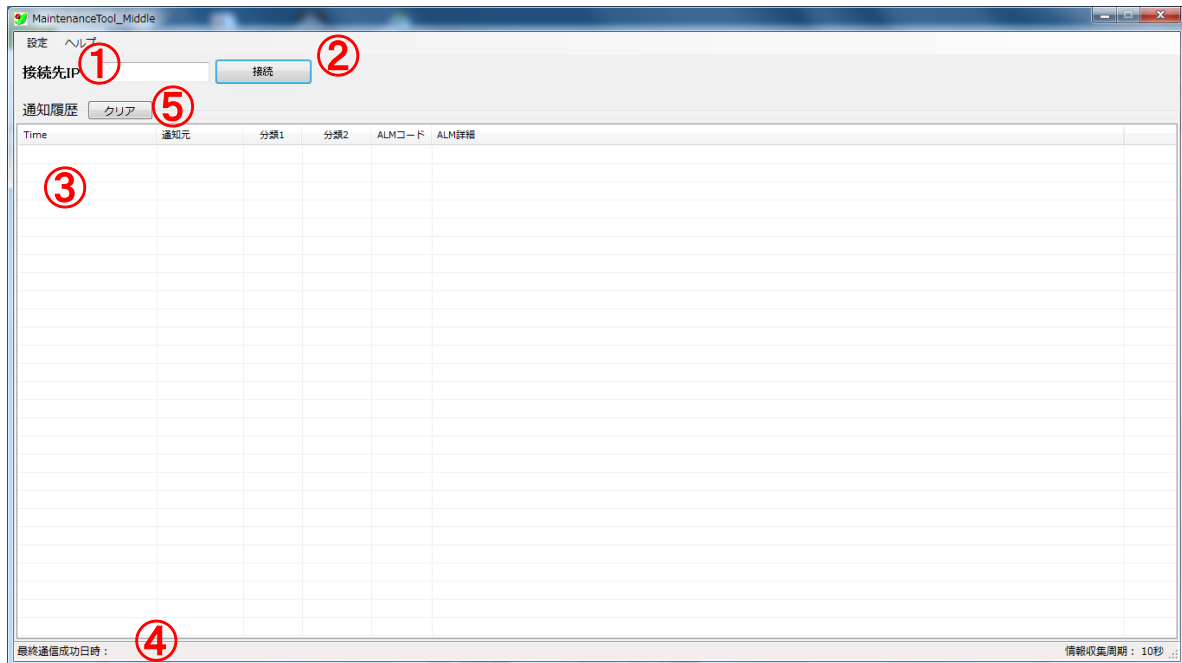 MaintenanceTool_Middle
設定 ヘルプ
① ②
接続先IP 接続
通知履歴 クリア ⑤
Time 通知元 分類1 分類2 ALMコード ALM詳細
③
④
最終通信成功日時： 情報収集周期： 10秒